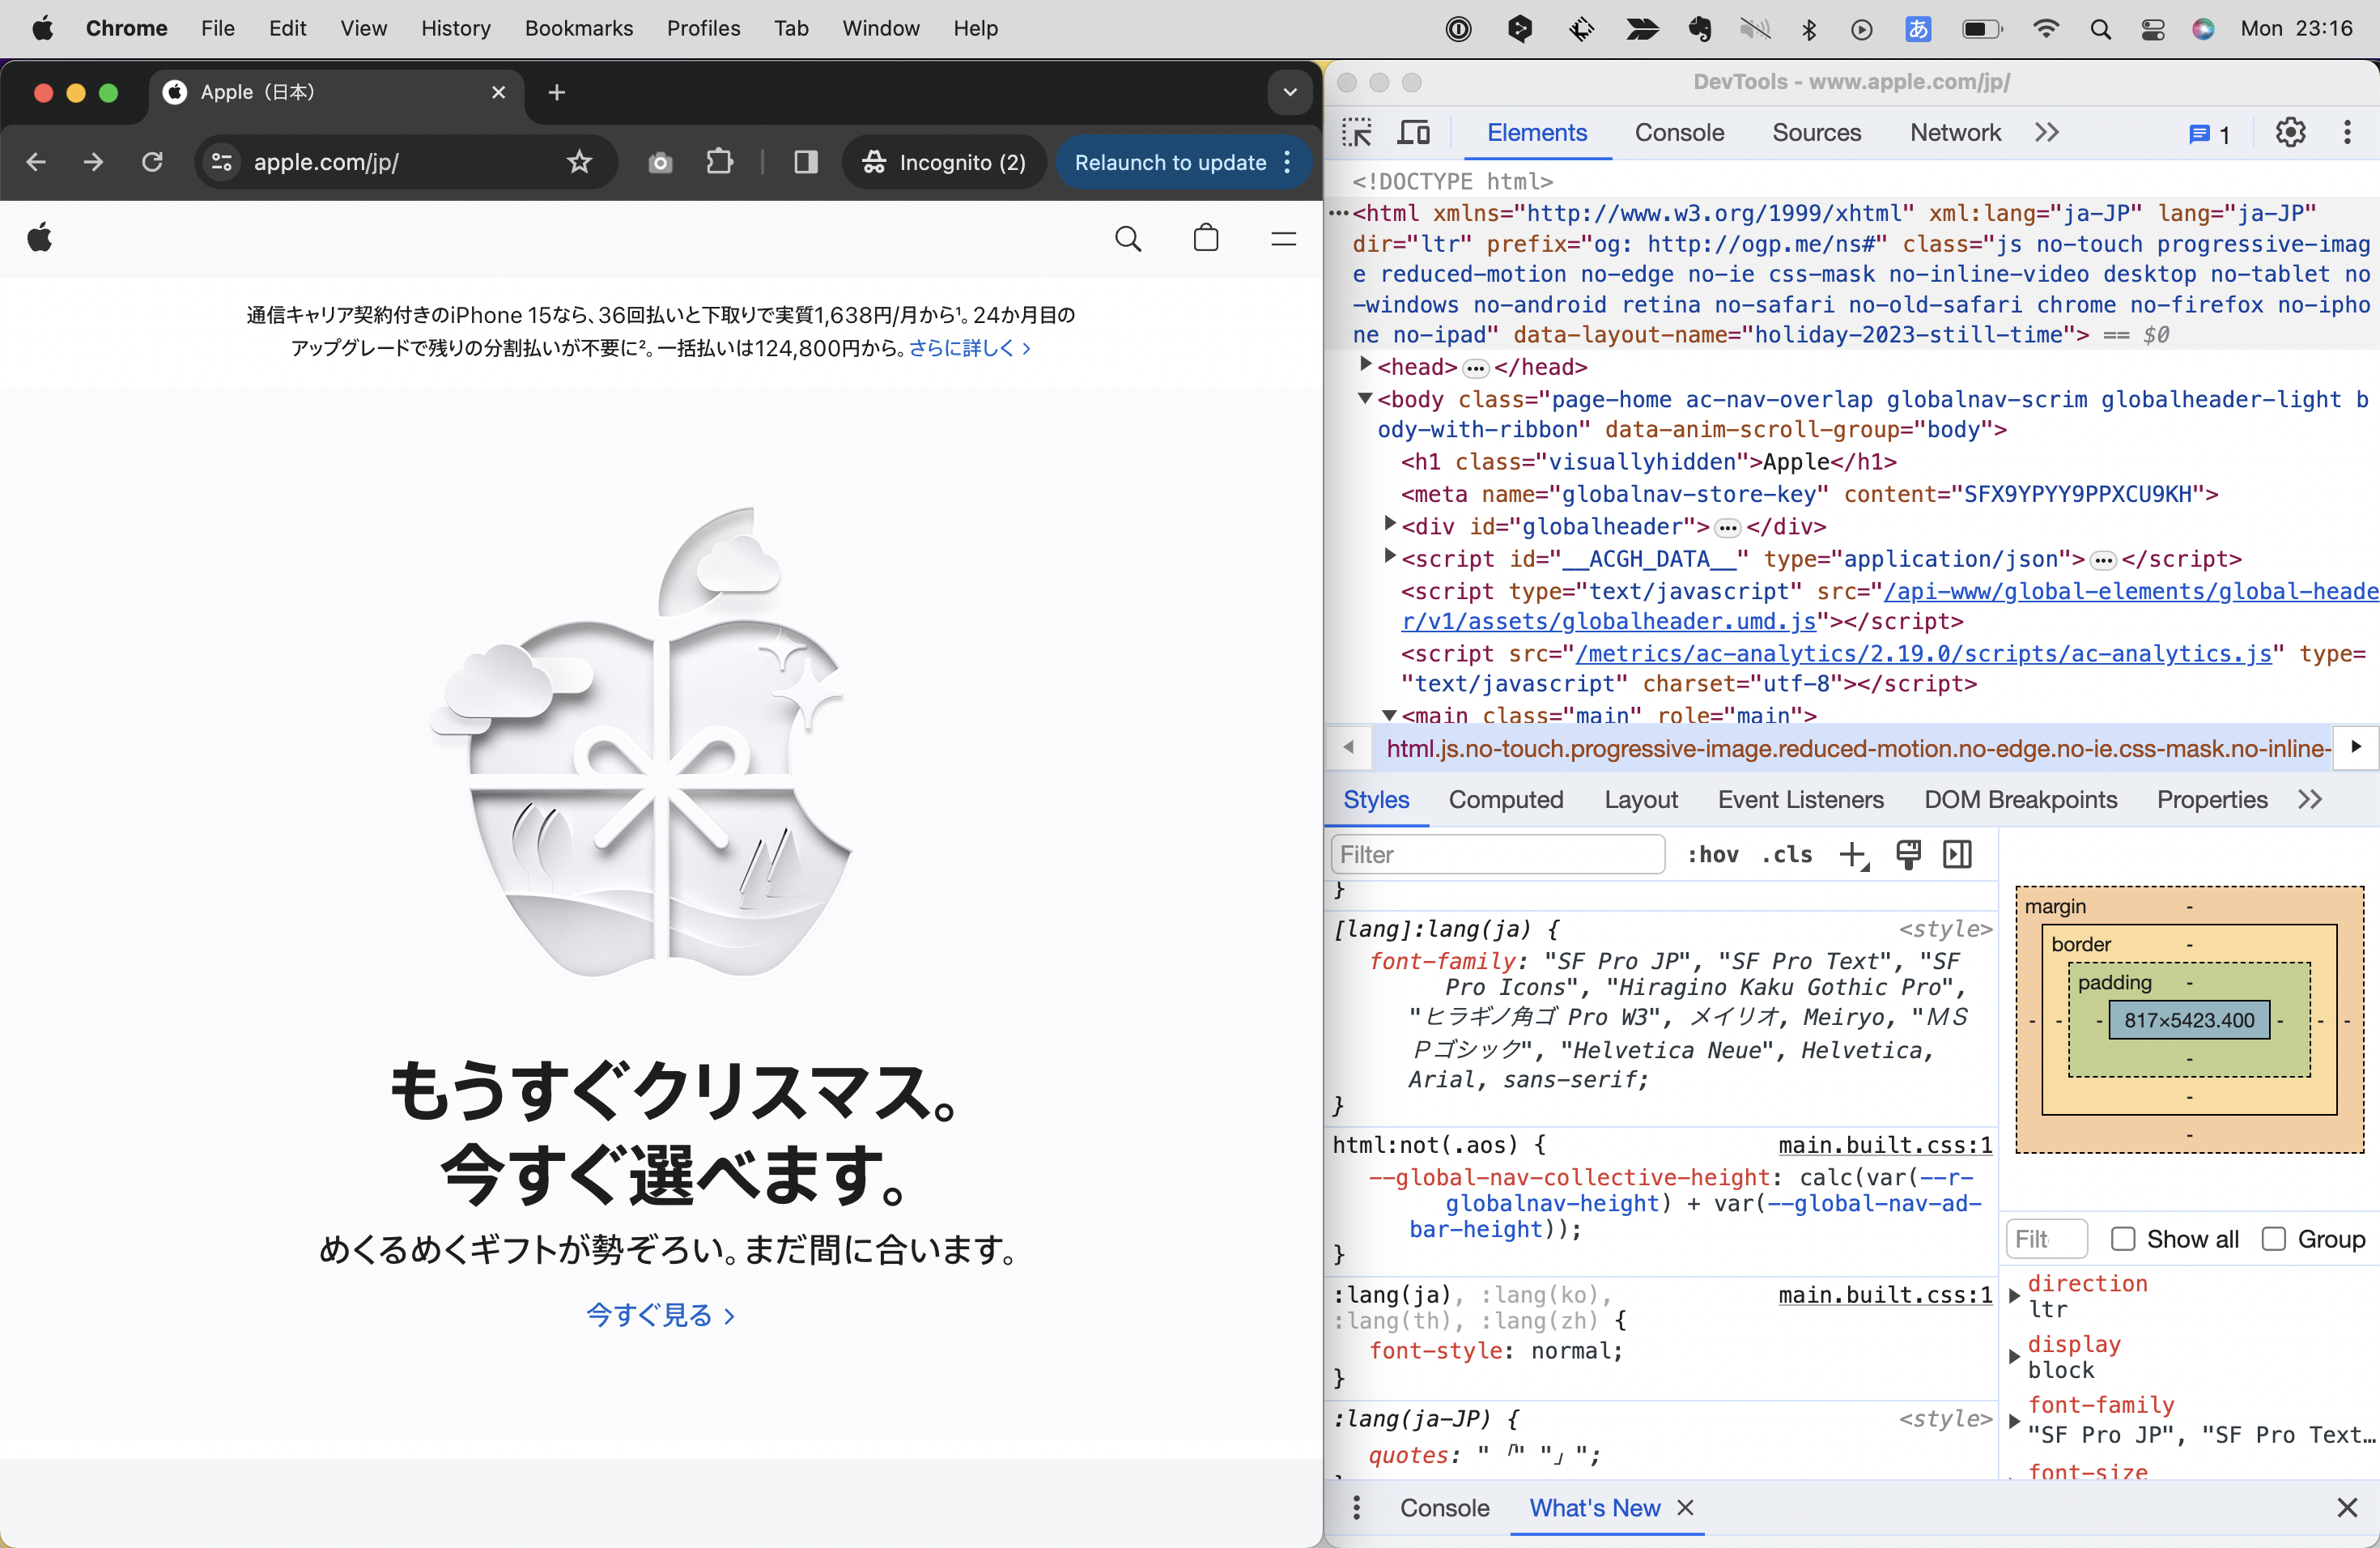 Chrome File Edit View History Bookmarks Profiles Tab Window Help あ Mon 23:16
Apple（日本）
apple.com/jp/ Incognito (2) Relaunch to update
通信キャリア契約付きのiPhone 15なら、36回払いと下取りで実質1,638円/月から¹。24か月目の
アップグレードで残りの分割払いが不要に²。一括払いは124,800円から。さらに詳しく >
もうすぐクリスマス。
今すぐ選べます。
めくるめくギフトが勢ぞろい。まだ間に合います。
今すぐ見る >
DevTools - www.apple.com/jp/
Elements Console Sources Network 1
<!DOCTYPE html>
<html xmlns="http://www.w3.org/1999/xhtml" xml:lang="ja-JP" lang="ja-JP"
dir="ltr" prefix="og: http://ogp.me/ns#" class="js no-touch progressive-imag
e reduced-motion no-edge no-ie css-mask no-inline-video desktop no-tablet no
-windows no-android retina no-safari no-old-safari chrome no-firefox no-ipho
ne no-ipad" data-layout-name="holiday-2023-still-time"> == $0
<head> ••• </head>
<body class="page-home ac-nav-overlap globalnav-scrim globalheader-light b
ody-with-ribbon" data-anim-scroll-group="body">
<h1 class="visuallyhidden">Apple</h1>
<meta name="globalnav-store-key" content="SFX9YPYY9PPXCU9KH">
<div id="globalheader"> ••• </div>
<script id="__ACGH_DATA__" type="application/json"> ••• </script>
<script type="text/javascript" src="/api-www/global-elements/global-heade
r/v1/assets/globalheader.umd.js"></script>
<script src="/metrics/ac-analytics/2.19.0/scripts/ac-analytics.js" type=
"text/javascript" charset="utf-8"></script>
<main class="main" role="main">
html.js.no-touch.progressive-image.reduced-motion.no-edge.no-ie.css-mask.no-inline-
Styles Computed Layout Event Listeners DOM Breakpoints Properties
Filter :hov .cls
}
[lang]:lang(ja) { <style>
font-family: "SF Pro JP", "SF Pro Text", "SF
Pro Icons", "Hiragino Kaku Gothic Pro",
"ヒラギノ角ゴ Pro W3", メイリオ, Meiryo, "ＭＳ
Ｐゴシック", "Helvetica Neue", Helvetica,
Arial, sans-serif;
}
html:not(.aos) { main.built.css:1
--global-nav-collective-height: calc(var(--r-
globalnav-height) + var(--global-nav-ad-
bar-height));
}
:lang(ja), :lang(ko), main.built.css:1
:lang(th), :lang(zh) {
font-style: normal;
}
:lang(ja-JP) { <style>
quotes: "「" "」";
margin -
border -
padding -
- - - 817×5423.400 - - -
-
-
-
Filt Show all Group
direction
ltr
display
block
font-family
"SF Pro JP", "SF Pro Text…
font-size
Console What's New